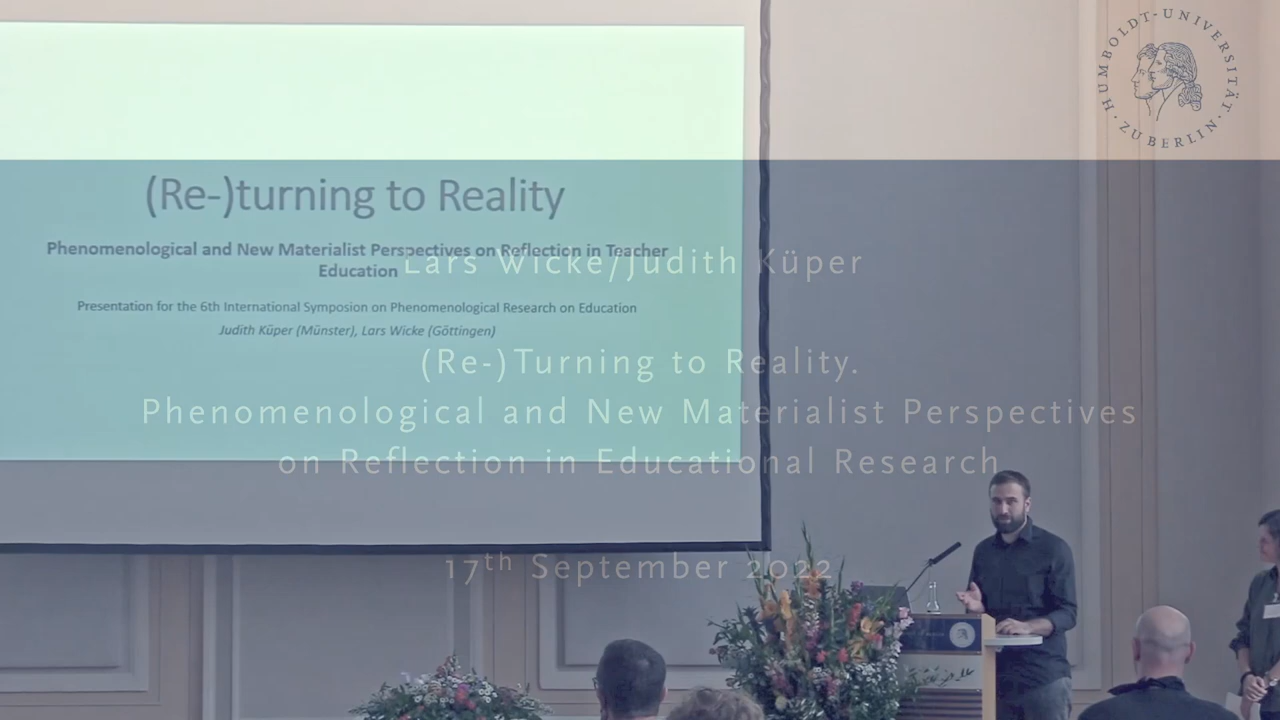 HUMBOLDT-UNIVERSITÄT
ZU BERLIN
(Re-)turning to Reality
Phenomenological and New Materialist Perspectives on Reflection in Teacher
Education
Presentation for the 6th International Symposion on Phenomenological Research on Education
Judith Küper (Münster), Lars Wicke (Göttingen)
Lars Wicke/Judith Küper
(Re-)Turning to Reality.
Phenomenological and New Materialist Perspectives
on Reflection in Educational Research
17th September 2022